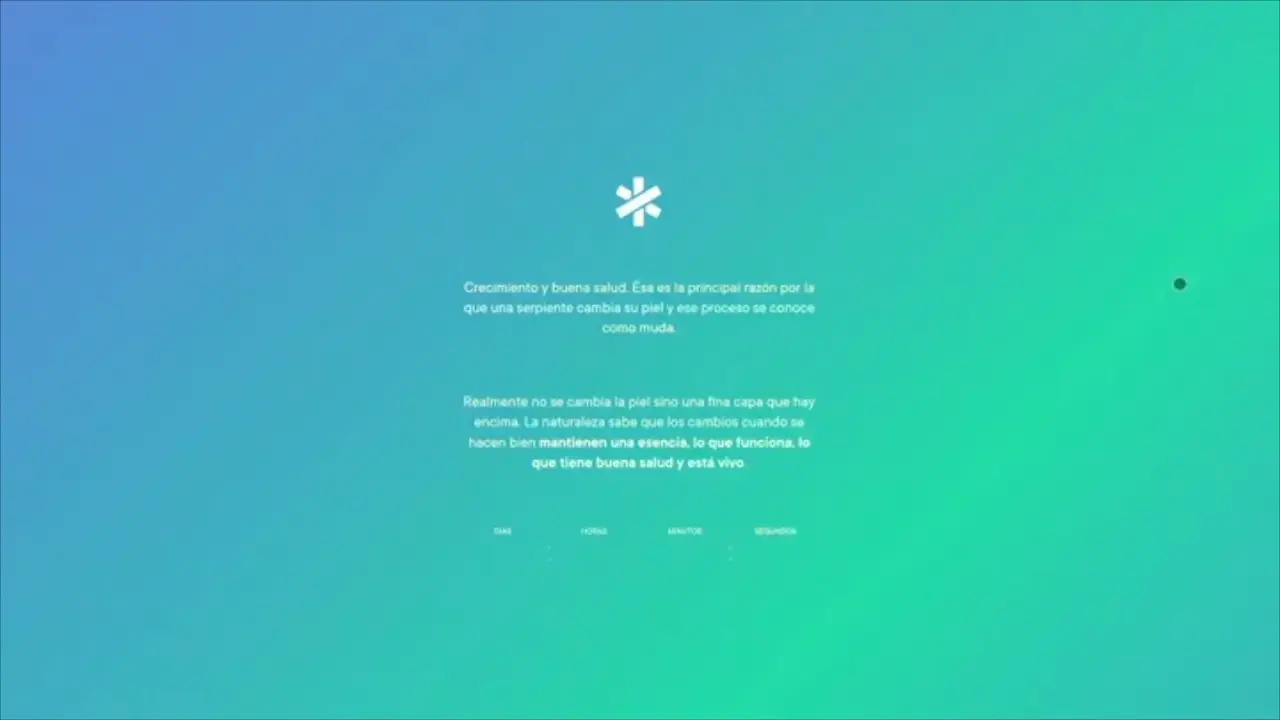 Crecimiento y buena salud. Esa es la principal razón por la
que una serpiente cambia su piel y ese proceso se conoce
como muda.
Realmente no se cambia la piel sino una fina capa que hay
encima. La naturaleza sabe que los cambios cuando se
hacen bien mantienen una esencia, lo que funciona, lo
que tiene buena salud y está vivo.
DÍAS HORAS MINUTOS SEGUNDOS